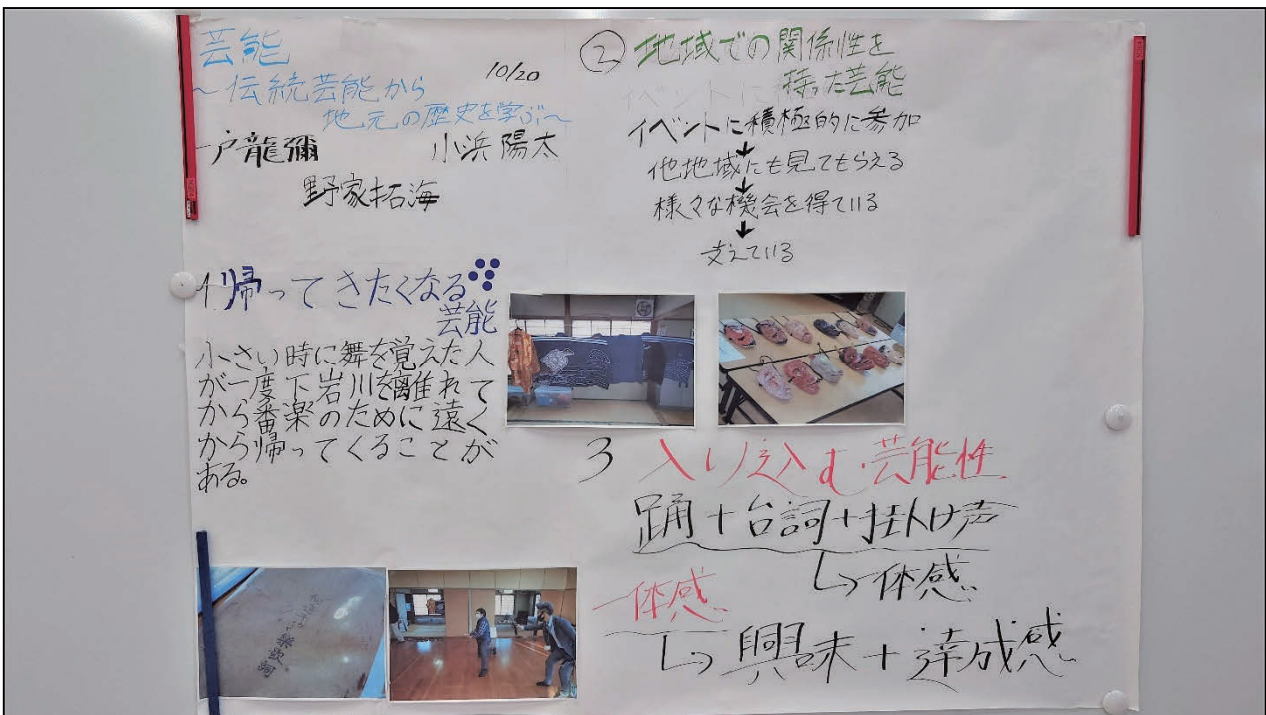 芸能
10/20
～伝統芸能から
地元の歴史を学ぶ～
一戸龍彌
小浜陽太
野家拓海
1 帰ってきたくなる
芸能
小さい時に舞を覚えた人
が一度下岩川を離れて
から番楽のために遠く
から帰ってくることが
ある。
② 地域での関係性を
持った芸能
イベントに
イベントに積極的に参加
↓
他地域にも見てもらえる
↓
様々な機会を得ている
↓
支えている
3 入り込む芸能性
踊+台詞+掛け声
↳体感
一体感
↳興味+達成感